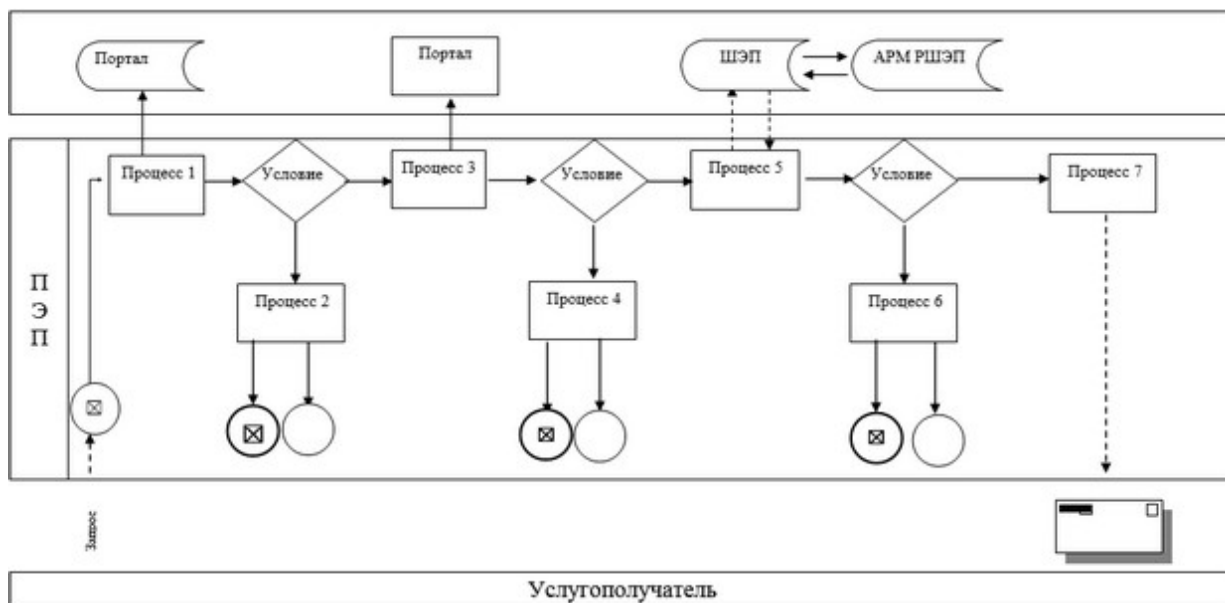 Портал
Портал
ШЭП
АРМ РШЭП
Процесс 1
Условие
Процесс 3
Условие
Процесс 5
Условие
Процесс 7
ПЭП
Процесс 2
Процесс 4
Процесс 6
Запрос
Услугополучатель